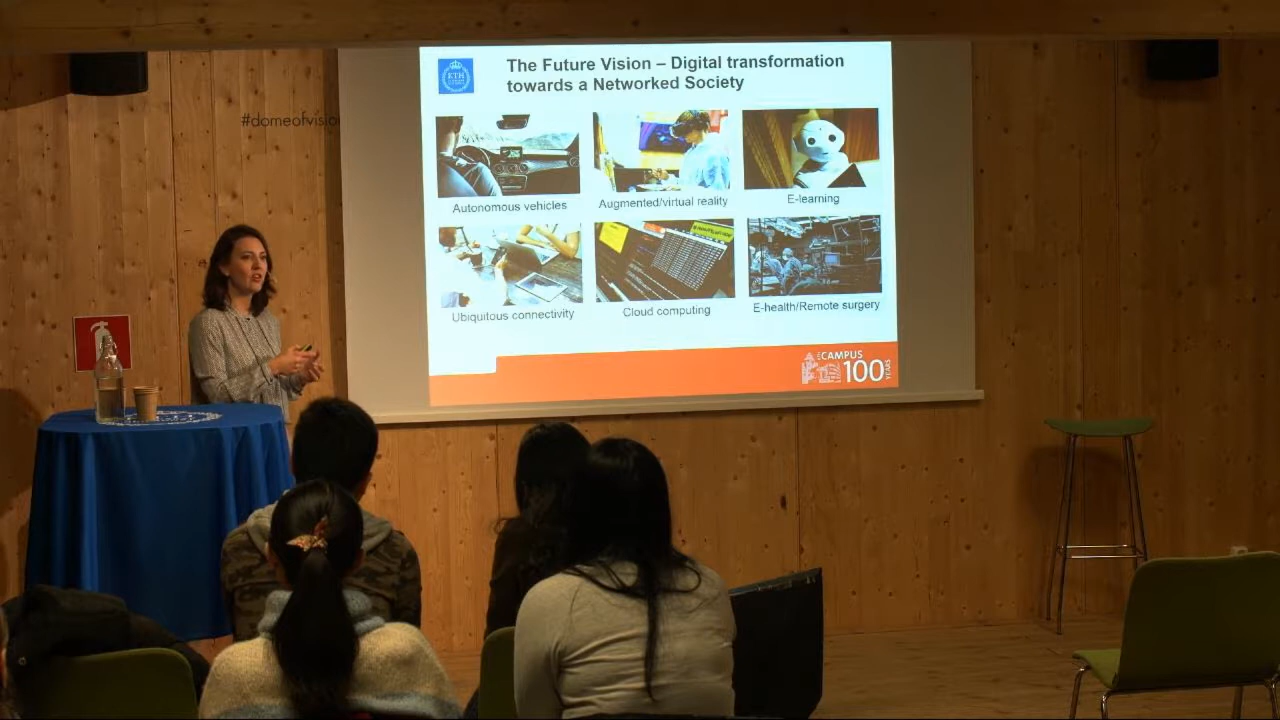 #domeofvisio
KTH
The Future Vision – Digital transformation
towards a Networked Society
Autonomous vehicles
Augmented/virtual reality
E-learning
Ubiquitous connectivity
Cloud computing
E-health/Remote surgery
CAMPUS
100
YEARS